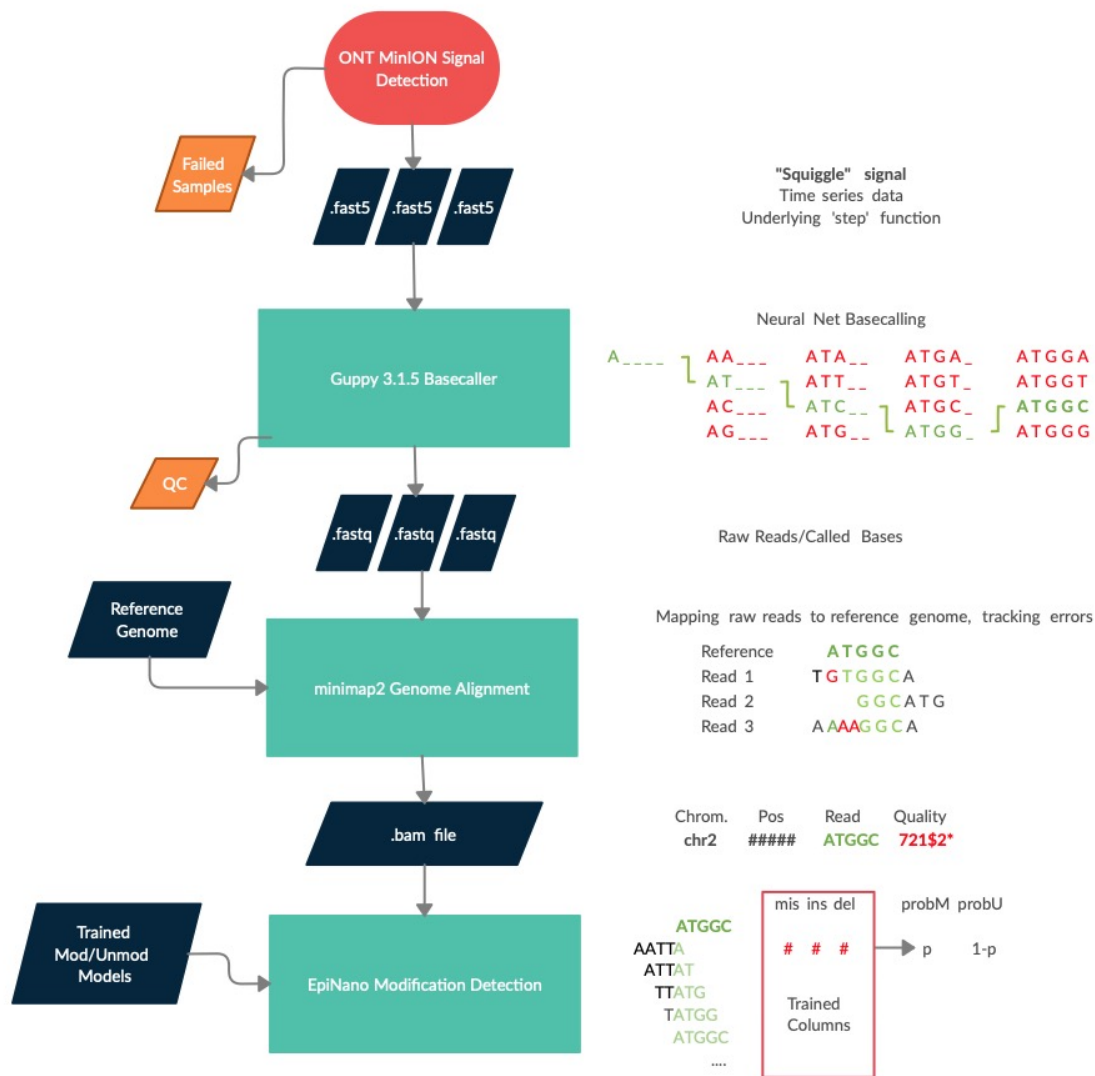 ONT MinION Signal
Detection
Failed
Samples
.fast5 .fast5 .fast5
"Squiggle" signal
Time series data
Underlying 'step' function
Guppy 3.1.5 Basecaller
Neural Net Basecalling
A____ AA___ ATA__ ATGA_ ATGGA
AT___ ATT__ ATGT_ ATGGT
AC___ ATC__ ATGC_ ATGGC
AG___ ATG__ ATGG_ ATGGG
QC
.fastq .fastq .fastq
Raw Reads/Called Bases
Reference
Genome
minimap2 Genome Alignment
Mapping raw reads to reference genome, tracking errors
Reference ATGGC
Read 1 TGTGGCA
Read 2 GGCATG
Read 3 AAAAGGCA
.bam file
Chrom. Pos Read Quality
chr2 ##### ATGGC 721$2*
Trained
Mod/Unmod
Models
EpiNano Modification Detection
ATGGC
AATTA
ATTAT
TTATG
TATGG
ATGGC
....
mis ins del probM probU
# # # p 1-p
Trained
Columns